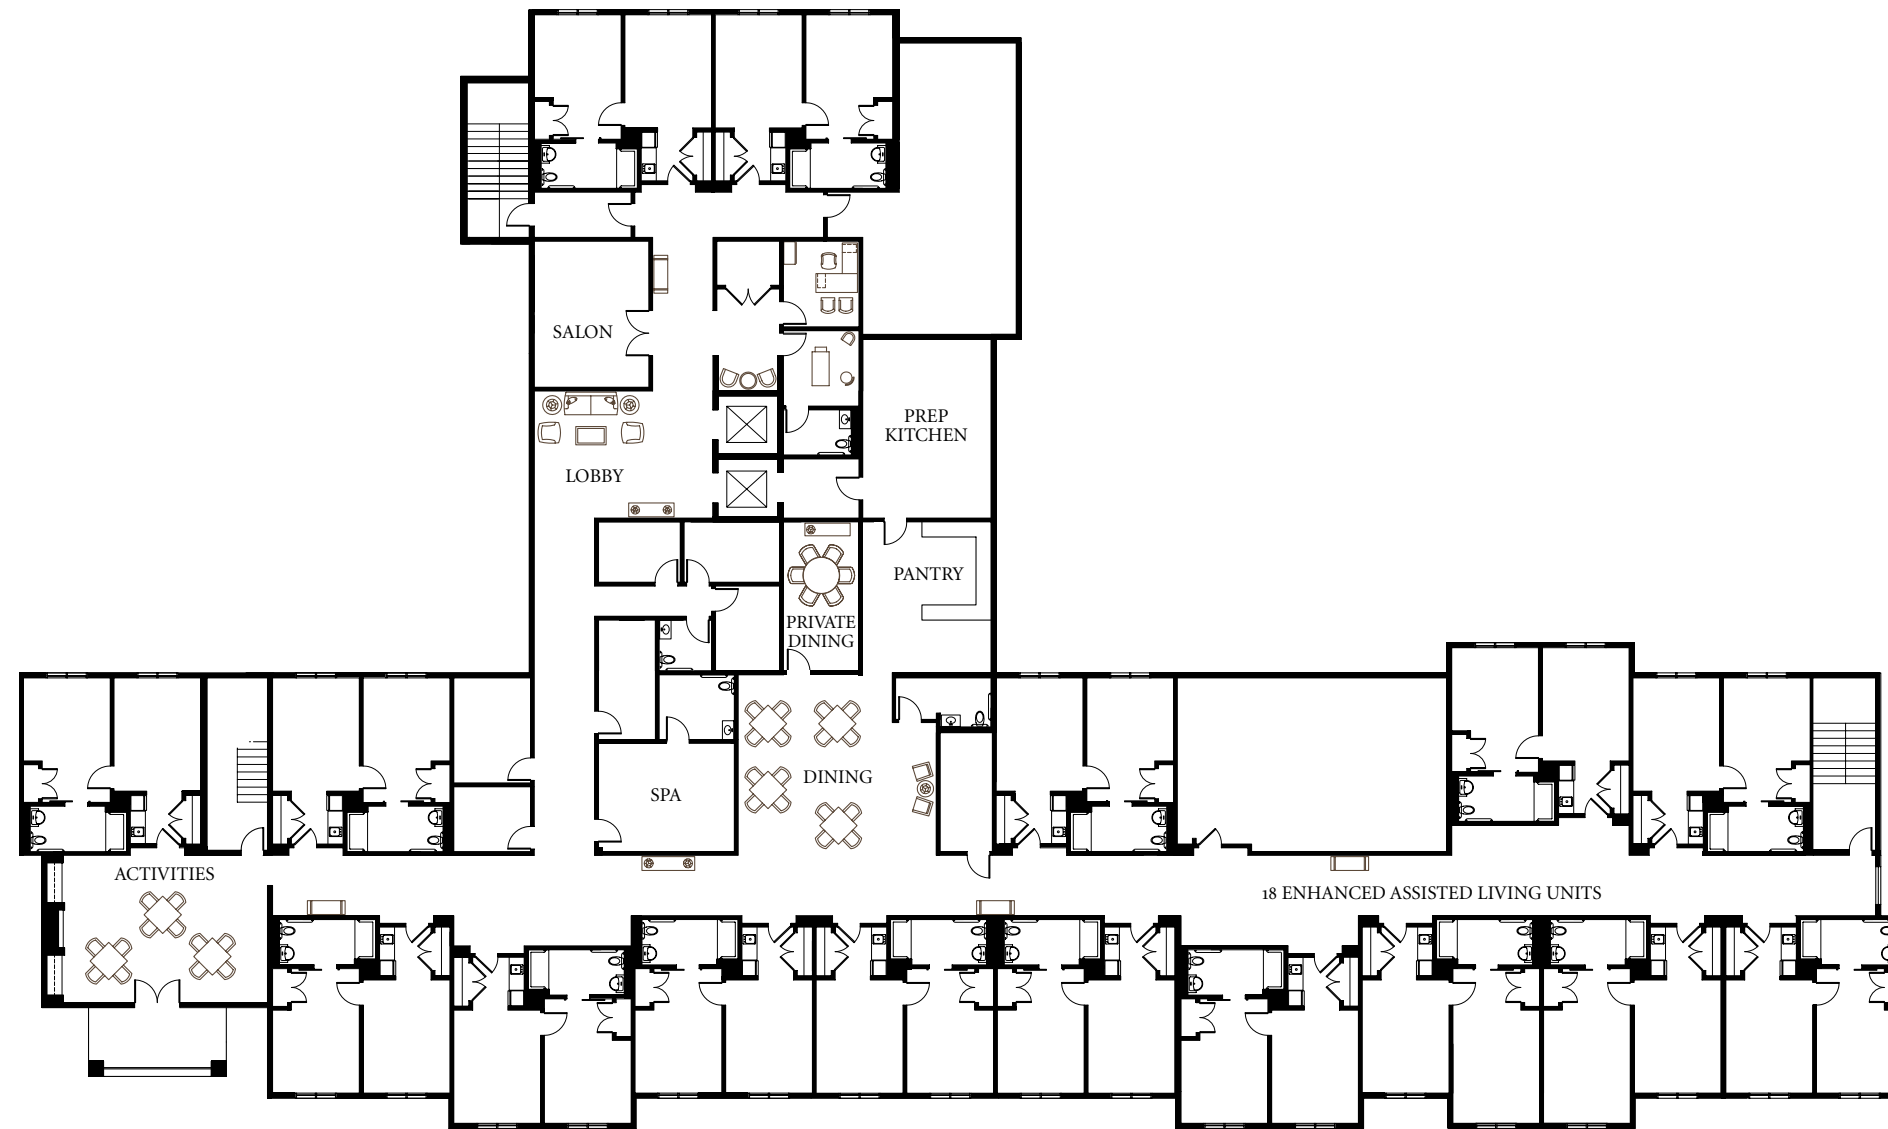 SALON
PREP
KITCHEN
LOBBY
PANTRY
PRIVATE
DINING
DINING
SPA
ACTIVITIES
18 ENHANCED ASSISTED LIVING UNITS